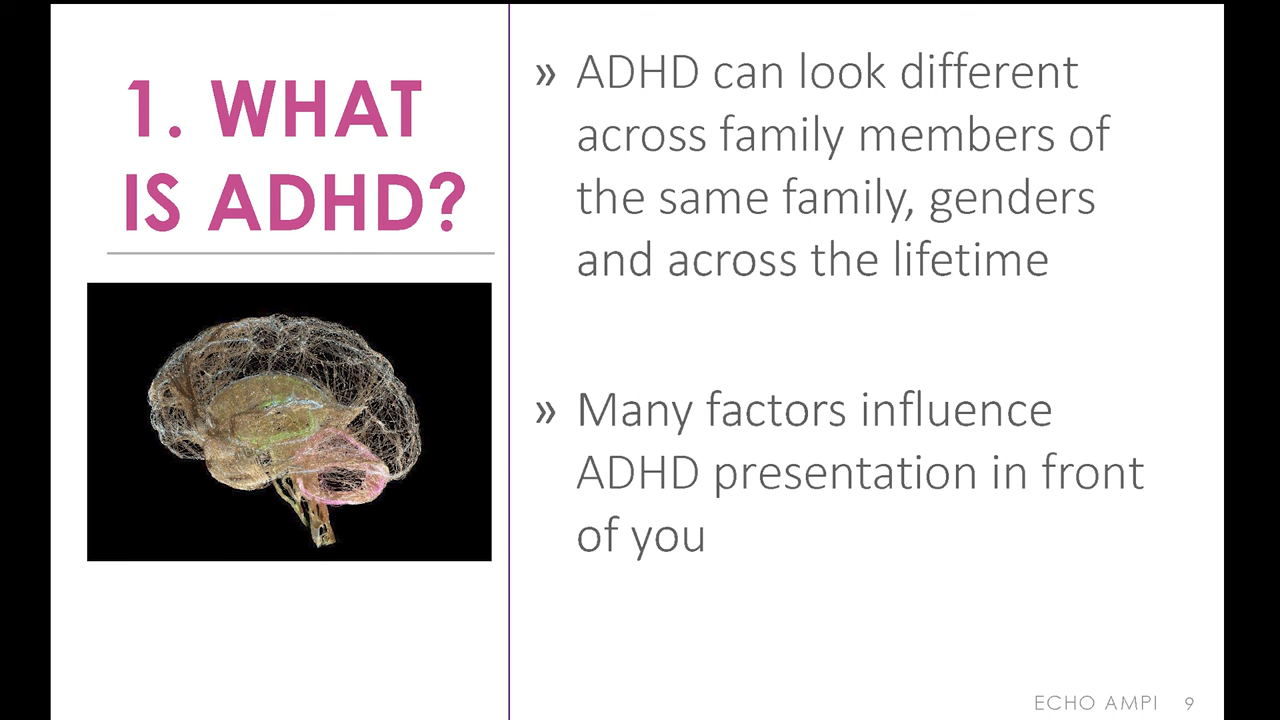 1. WHAT
IS ADHD?
» ADHD can look different
across family members of
the same family, genders
and across the lifetime
» Many factors influence
ADHD presentation in front
of you
ECHO AMPI 9